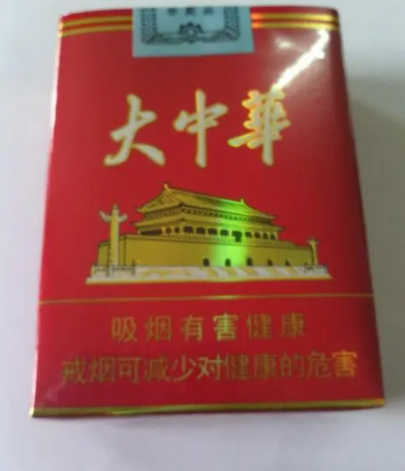 大中華
吸烟有害健康
戒烟可减少对健康的危害